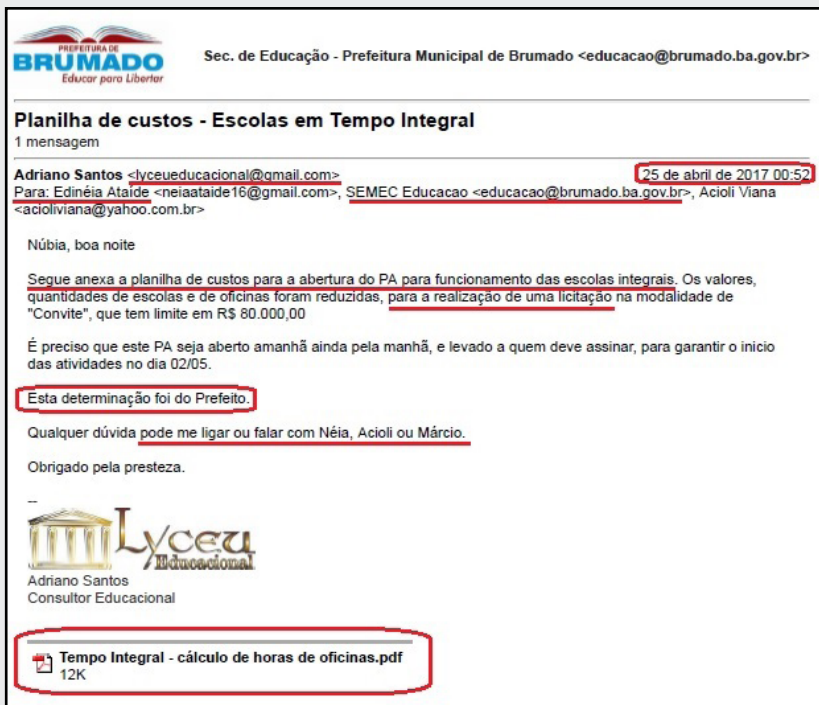 PREFEITURA DE
BRUMADO
Educar para Libertar
Sec. de Educação - Prefeitura Municipal de Brumado <educacao@brumado.ba.gov.br>
Planilha de custos - Escolas em Tempo Integral
1 mensagem
Adriano Santos <lyceueducacional@gmail.com>
25 de abril de 2017 00:52
Para: Edinéia Ataide <neiaataide16@gmail.com>, SEMEC Educacao <educacao@brumado.ba.gov.br>, Acioli Viana
<acioliviana@yahoo.com.br>
Núbia, boa noite
Segue anexa a planilha de custos para a abertura do PA para funcionamento das escolas integrais. Os valores,
quantidades de escolas e de oficinas foram reduzidas, para a realização de uma licitação na modalidade de
"Convite", que tem limite em R$ 80.000,00
É preciso que este PA seja aberto amanhã ainda pela manhã, e levado a quem deve assinar, para garantir o inicio
das atividades no dia 02/05.
Esta determinação foi do Prefeito.
Qualquer dúvida pode me ligar ou falar com Néia, Acioli ou Márcio.
Obrigado pela presteza.
--
Lyceu
Educacional
Adriano Santos
Consultor Educacional
Tempo Integral - cálculo de horas de oficinas.pdf
12K